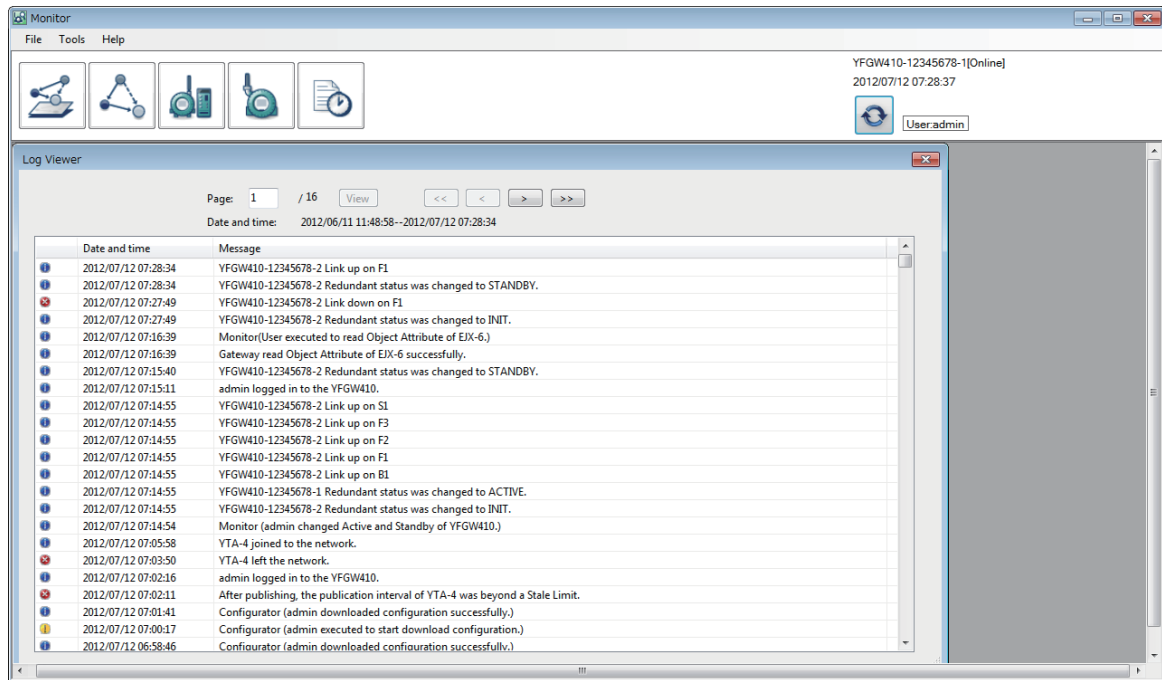 Monitor
File Tools Help
YFGW410-12345678-1[Online]
2012/07/12 07:28:37
User:admin
Log Viewer
Page: 1 / 16 View << < > >>
Date and time: 2012/06/11 11:48:58--2012/07/12 07:28:34
Date and time Message
2012/07/12 07:28:34 YFGW410-12345678-2 Link up on F1
2012/07/12 07:28:34 YFGW410-12345678-2 Redundant status was changed to STANDBY.
2012/07/12 07:27:49 YFGW410-12345678-2 Link down on F1
2012/07/12 07:27:49 YFGW410-12345678-2 Redundant status was changed to INIT.
2012/07/12 07:16:39 Monitor(User executed to read Object Attribute of EJX-6.)
2012/07/12 07:16:39 Gateway read Object Attribute of EJX-6 successfully.
2012/07/12 07:15:40 YFGW410-12345678-2 Redundant status was changed to STANDBY.
2012/07/12 07:15:11 admin logged in to the YFGW410.
2012/07/12 07:14:55 YFGW410-12345678-2 Link up on S1
2012/07/12 07:14:55 YFGW410-12345678-2 Link up on F3
2012/07/12 07:14:55 YFGW410-12345678-2 Link up on F2
2012/07/12 07:14:55 YFGW410-12345678-2 Link up on F1
2012/07/12 07:14:55 YFGW410-12345678-2 Link up on B1
2012/07/12 07:14:55 YFGW410-12345678-1 Redundant status was changed to ACTIVE.
2012/07/12 07:14:55 YFGW410-12345678-2 Redundant status was changed to INIT.
2012/07/12 07:14:54 Monitor (admin changed Active and Standby of YFGW410.)
2012/07/12 07:05:58 YTA-4 joined to the network.
2012/07/12 07:03:50 YTA-4 left the network.
2012/07/12 07:02:16 admin logged in to the YFGW410.
2012/07/12 07:02:11 After publishing, the publication interval of YTA-4 was beyond a Stale Limit.
2012/07/12 07:01:41 Configurator (admin downloaded configuration successfully.)
2012/07/12 07:00:17 Configurator (admin executed to start download configuration.)
2012/07/12 06:58:46 Configurator (admin downloaded configuration successfully.)